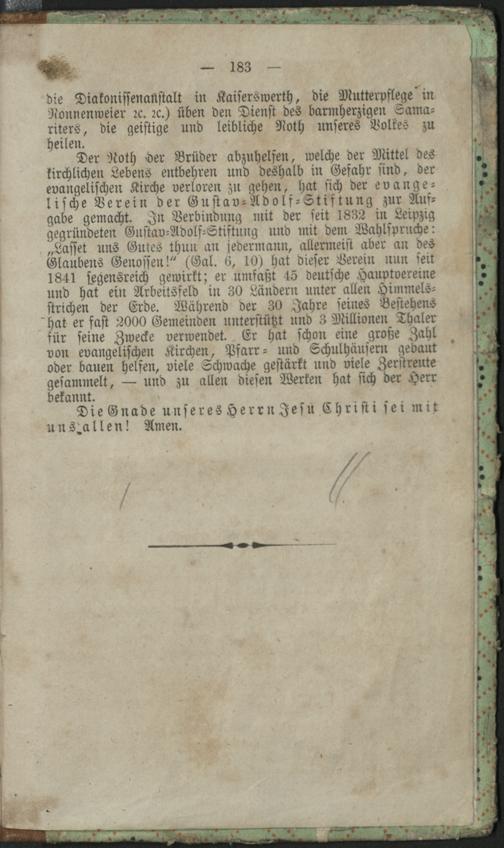 — 183 —
die Diakonissenanstalt in Kaiserswerth, die Mutterpflege in
Nonnenweier ꝛc. ꝛc.) üben den Dienst des barmherzigen Sama-
riters, die geistige und leibliche Noth unseres Volkes zu
heilen.
Der Noth der Brüder abzuhelfen, welche der Mittel des
kirchlichen Lebens entbehren und deshalb in Gefahr sind, der
evangelischen Kirche verloren zu gehen, hat sich der evange-
lische Verein der Gustav-Adolf-Stiftung zur Auf-
gabe gemacht. In Verbindung mit der seit 1832 in Leipzig
gegründeten Gustav-Adolf-Stiftung und mit dem Wahlspruche:
„Lasset uns Gutes thun an jedermann, allermeist aber an des
Glaubens Genossen!“ (Gal. 6, 10) hat dieser Verein nun seit
1841 segensreich gewirkt; er umfaßt 45 deutsche Hauptvereine
und hat ein Arbeitsfeld in 30 Ländern unter allen Himmels-
strichen der Erde. Während der 30 Jahre seines Bestehens
hat er fast 2000 Gemeinden unterstützt und 3 Millionen Thaler
für seine Zwecke verwendet. Er hat schon eine große Zahl
von evangelischen Kirchen, Pfarr- und Schulhäusern gebaut
oder bauen helfen, viele Schwache gestärkt und viele Zerstreute
gesammelt, — und zu allen diesen Werken hat sich der Herr
bekannt.
Die Gnade unseres Herrn Jesu Christi sei mit
uns allen! Amen.